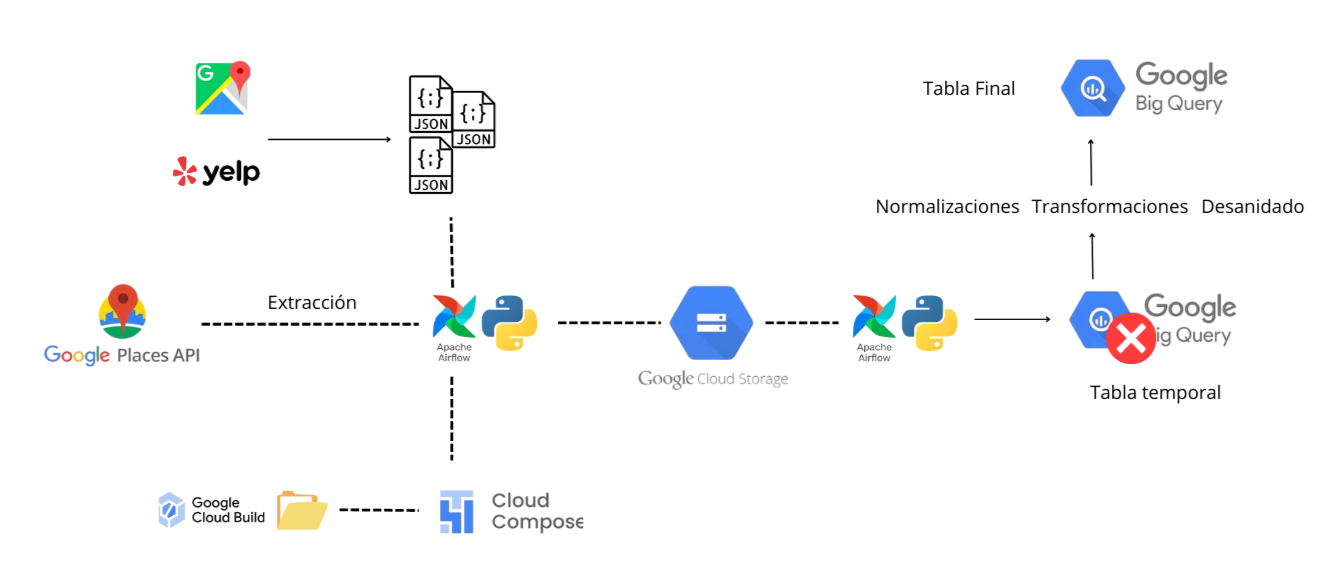 G
yelp
{;}
JSON
{;}
JSON
{;}
JSON
Google Places API
Extracción
Apache
Airflow
Google
Cloud Build
Cloud
Compose
Google Cloud Storage
Apache
Airflow
Tabla Final
Google
Big Query
Normalizaciones Transformaciones Desanidado
Google
ig Query
Tabla temporal